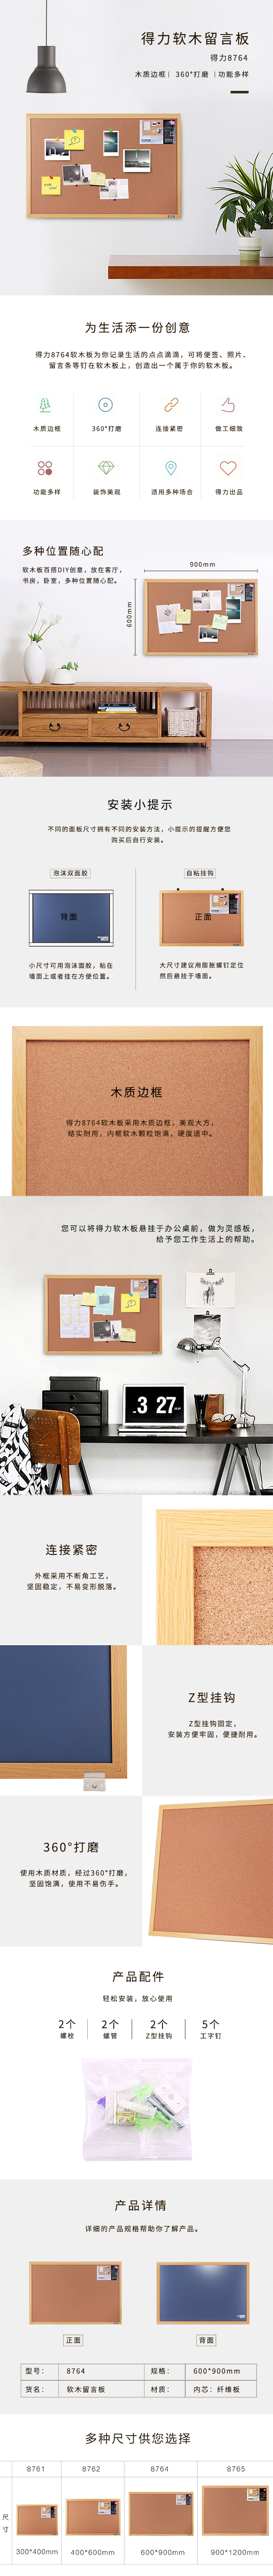 得力软木留言板
得力8764
木质边框 | 360°打磨 | 功能多样
为生活添一份创意
得力8764软木板为你记录生活的点点滴滴，可将便签、照片、
留言条等钉在软木板上，创造出一个属于你的软木板。
木质边框 360°打磨 连接紧密 做工细致
功能多样 装饰美观 适用多种场合 得力出品
多种位置随心配
软木板百搭DIY创意，放在客厅，
书房，卧室，多种位置随心配。
900mm
600mm
安装小提示
不同的面板尺寸拥有不同的安装方法，小提示的提醒方便您
购买后自行安装。
泡沫双面胶
背面
小尺寸可用泡沫面胶，粘在
墙面上或者挂在方便位置。
自粘挂钩
正面
大尺寸建议用膨胀螺钉定位
然后悬挂于墙面。
木质边框
得力8764软木板采用木质边框，美观大方，
结实耐用，内框软木颗粒饱满，硬度适中。
您可以将得力软木板悬挂于办公桌前，做为灵感板，
给予您工作生活上的帮助。
3 27
连接紧密
外框采用不断角工艺，
坚固稳定，不易变形脱落。
Z型挂钩
Z型挂钩固定，
安装方便牢固，便捷耐用。
360°打磨
使用木质材质，经过360°打磨，
坚固饱满，使用不易伤手。
产品配件
轻松安装，放心使用
2个 2个 2个 5个
螺栓 螺管 Z型挂钩 工字钉
产品详情
详细的产品规格帮助你了解产品。
正面 背面
型号： 8764 规格： 600*900mm
货名： 软木留言板 材质： 内芯：纤维板
多种尺寸供您选择
8761 8762 8764 8765
尺寸
300*400mm 400*600mm 600*900mm 900*1200mm